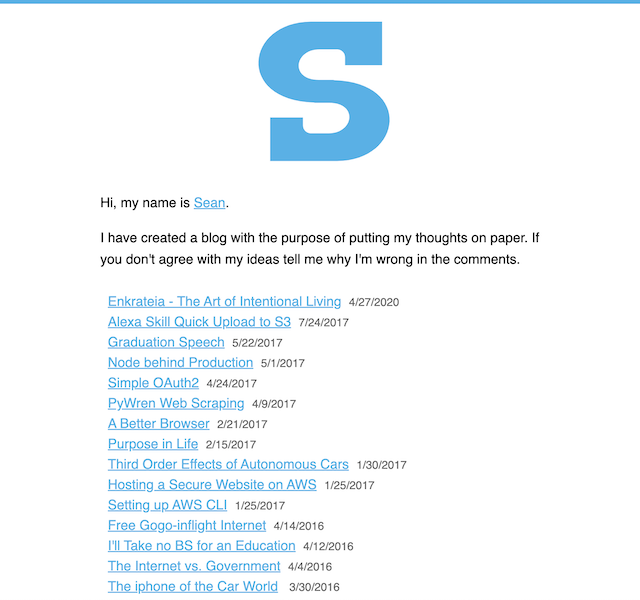 S
Hi, my name is Sean.
I have created a blog with the purpose of putting my thoughts on paper. If
you don't agree with my ideas tell me why I'm wrong in the comments.
Enkrateia - The Art of Intentional Living 4/27/2020
Alexa Skill Quick Upload to S3 7/24/2017
Graduation Speech 5/22/2017
Node behind Production 5/1/2017
Simple OAuth2 4/24/2017
PyWren Web Scraping 4/9/2017
A Better Browser 2/21/2017
Purpose in Life 2/15/2017
Third Order Effects of Autonomous Cars 1/30/2017
Hosting a Secure Website on AWS 1/25/2017
Setting up AWS CLI 1/25/2017
Free Gogo-inflight Internet 4/14/2016
I'll Take no BS for an Education 4/12/2016
The Internet vs. Government 4/4/2016
The iphone of the Car World 3/30/2016